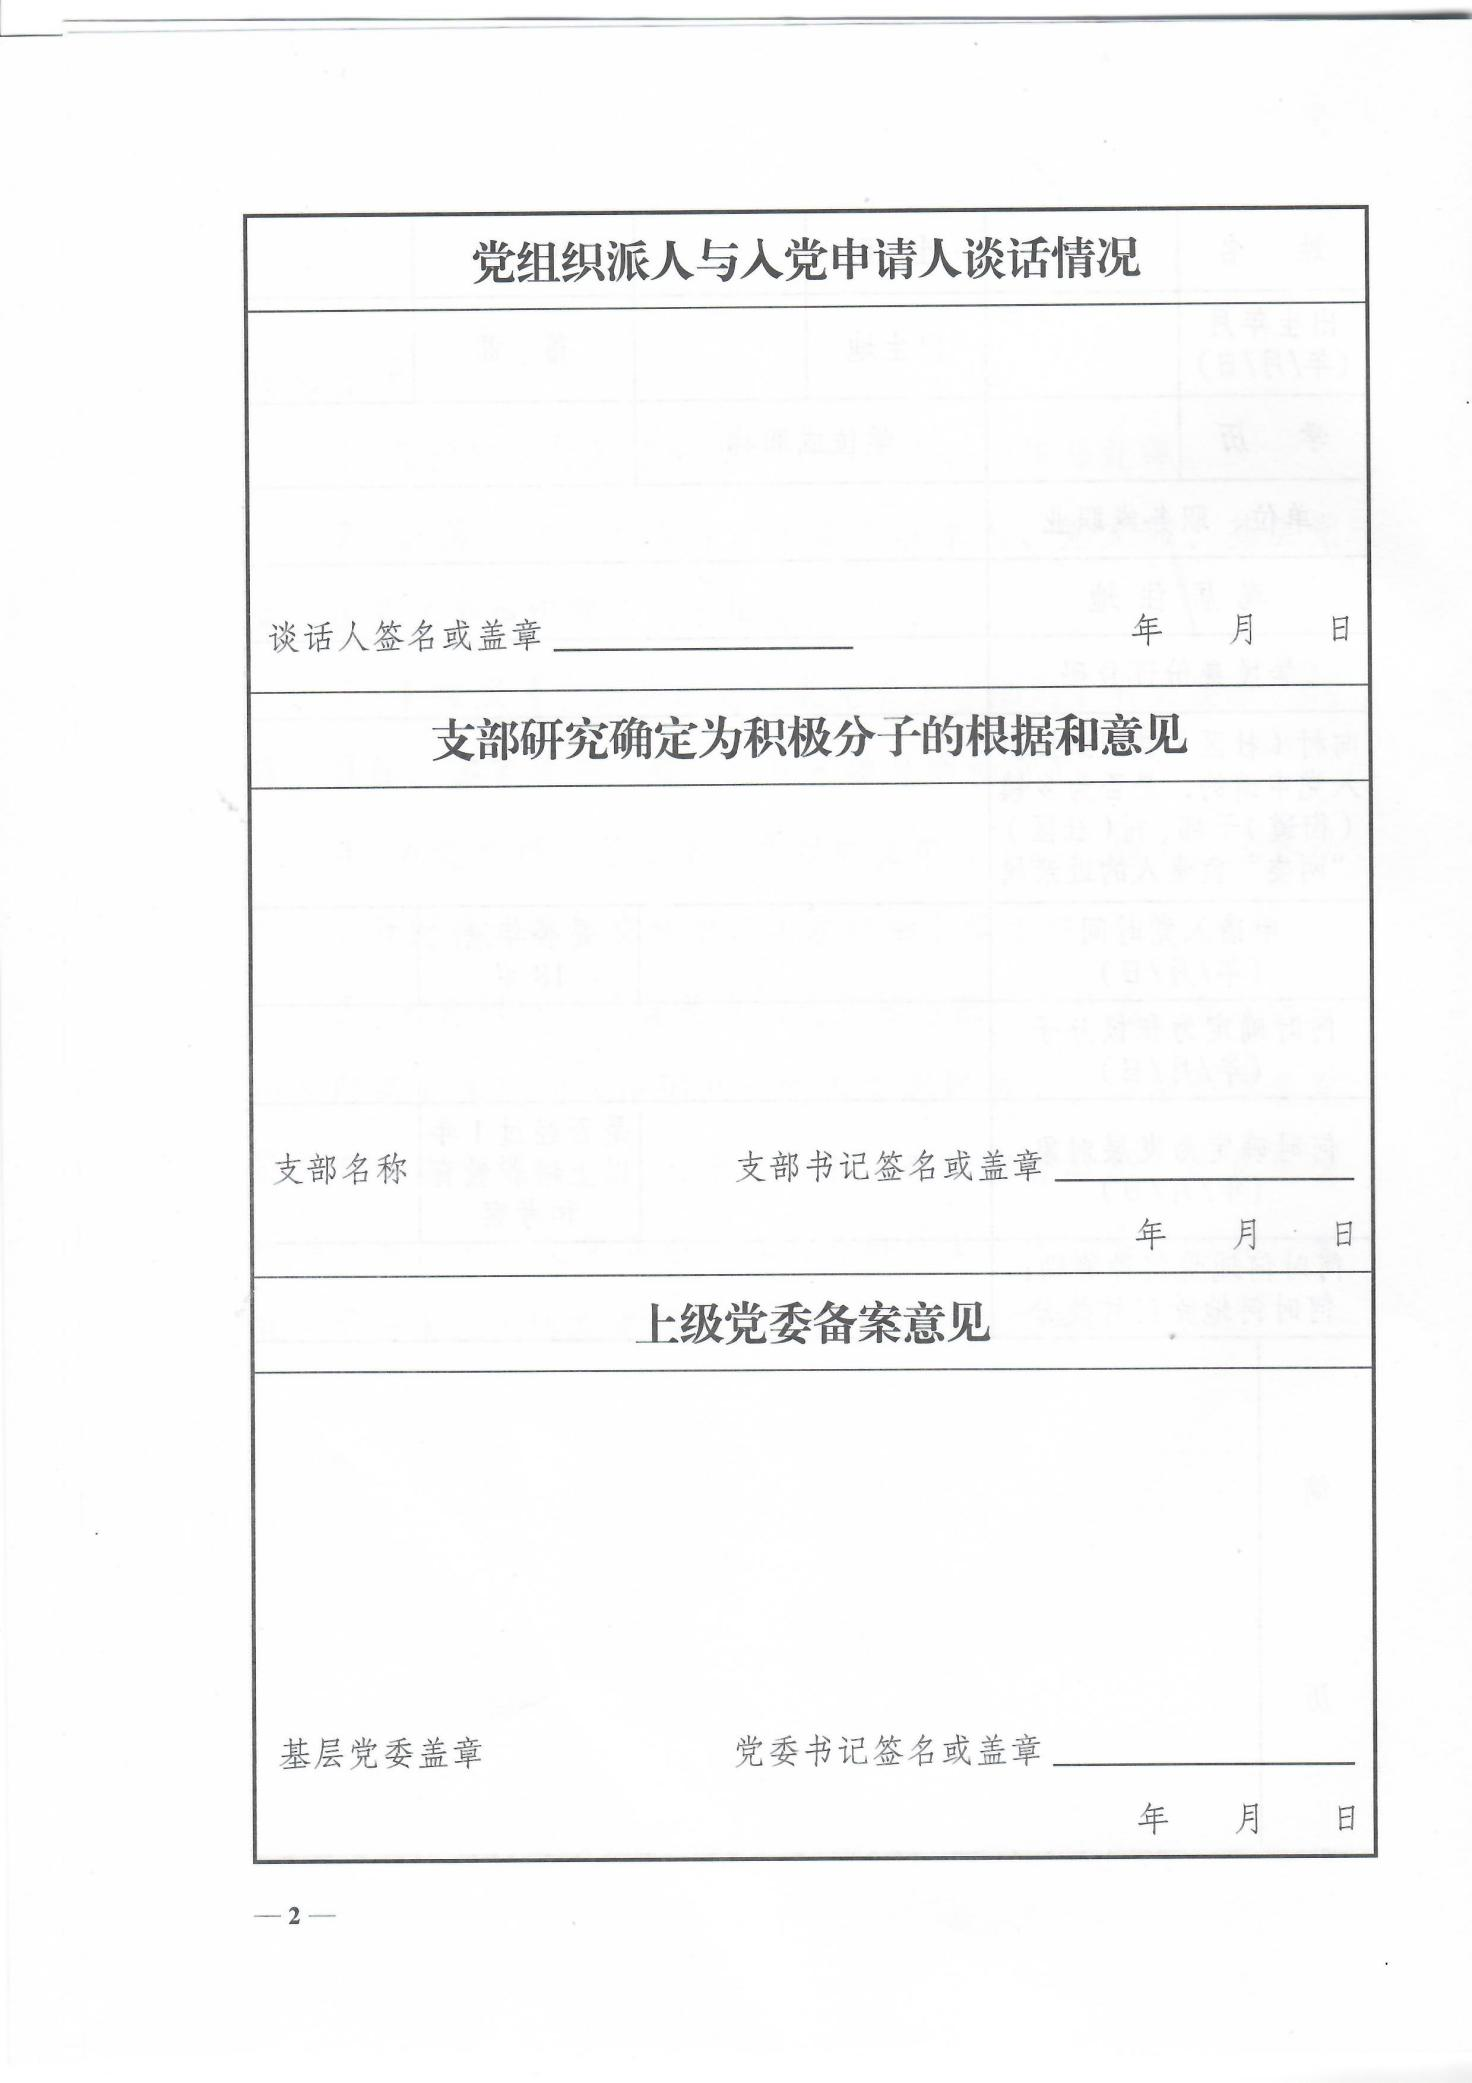 党组织派人与入党申请人谈话情况
谈话人签名或盖章 年 月 日
支部研究确定为积极分子的根据和意见
支部名称 支部书记签名或盖章
年 月 日
上级党委备案意见
基层党委盖章 党委书记签名或盖章
年 月 日
— 2 —